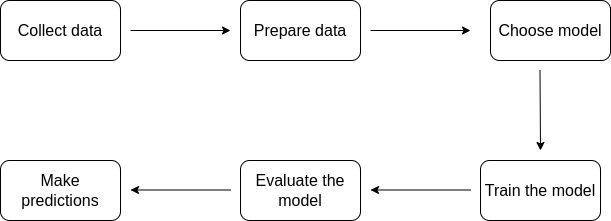 Collect data
Prepare data
Choose model
Train the model
Evaluate the
model
Make
predictions